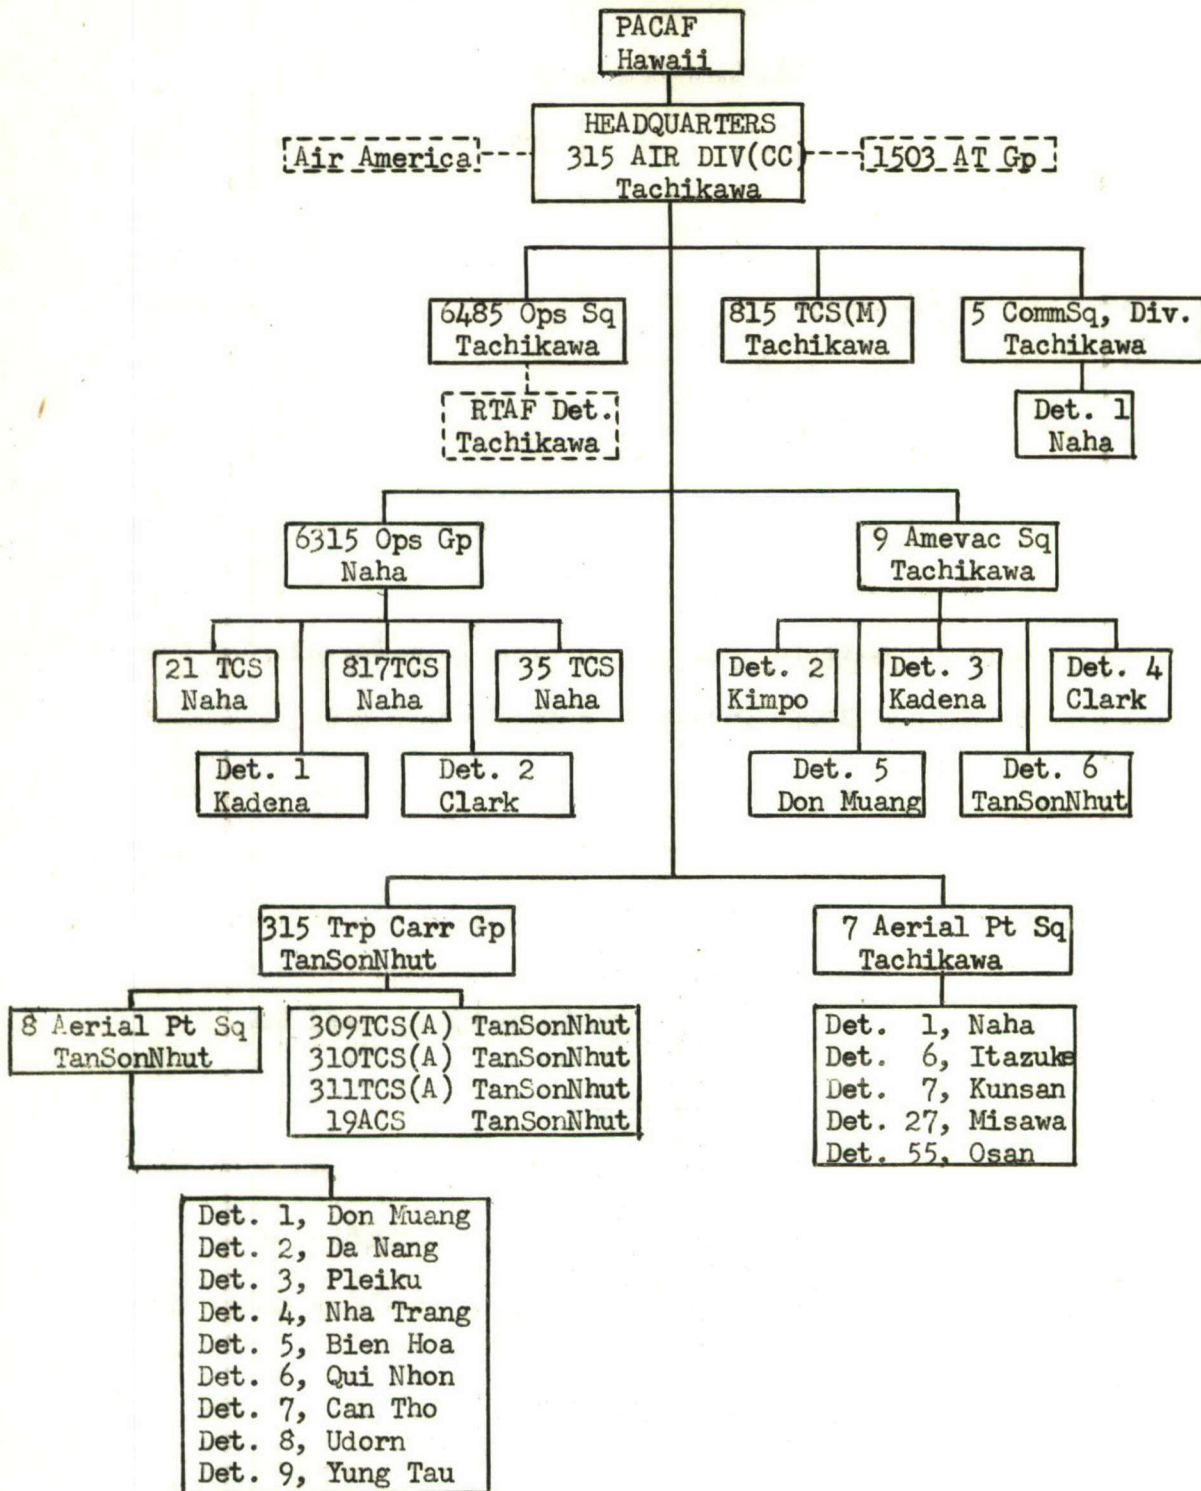 PACAF
Hawaii
HEADQUARTERS
315 AIR DIV(CC)
Tachikawa
Air America
1503 AT Gp
6485 Ops Sq
Tachikawa
815 TCS(M)
Tachikawa
5 CommSq, Div.
Tachikawa
RTAF Det.
Tachikawa
Det. 1
Naha
6315 Ops Gp
Naha
9 Amevac Sq
Tachikawa
21 TCS
Naha
817TCS
Naha
35 TCS
Naha
Det. 2
Kimpo
Det. 3
Kadena
Det. 4
Clark
Det. 1
Kadena
Det. 2
Clark
Det. 5
Don Muang
Det. 6
TanSonNhut
315 Trp Carr Gp
TanSonNhut
7 Aerial Pt Sq
Tachikawa
8 Aerial Pt Sq
TanSonNhut
309TCS(A) TanSonNhut
310TCS(A) TanSonNhut
311TCS(A) TanSonNhut
19ACS TanSonNhut
Det. 1, Naha
Det. 6, Itazuke
Det. 7, Kunsan
Det. 27, Misawa
Det. 55, Osan
Det. 1, Don Muang
Det. 2, Da Nang
Det. 3, Pleiku
Det. 4, Nha Trang
Det. 5, Bien Hoa
Det. 6, Qui Nhon
Det. 7, Can Tho
Det. 8, Udorn
Det. 9, Yung Tau